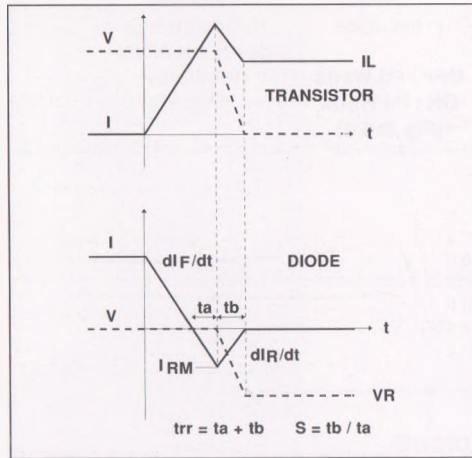 V
IL
TRANSISTOR
I
t
I
dIF/dt
DIODE
ta tb
V
t
IRM
dIR/dt
VR
trr = ta + tb S = tb / ta